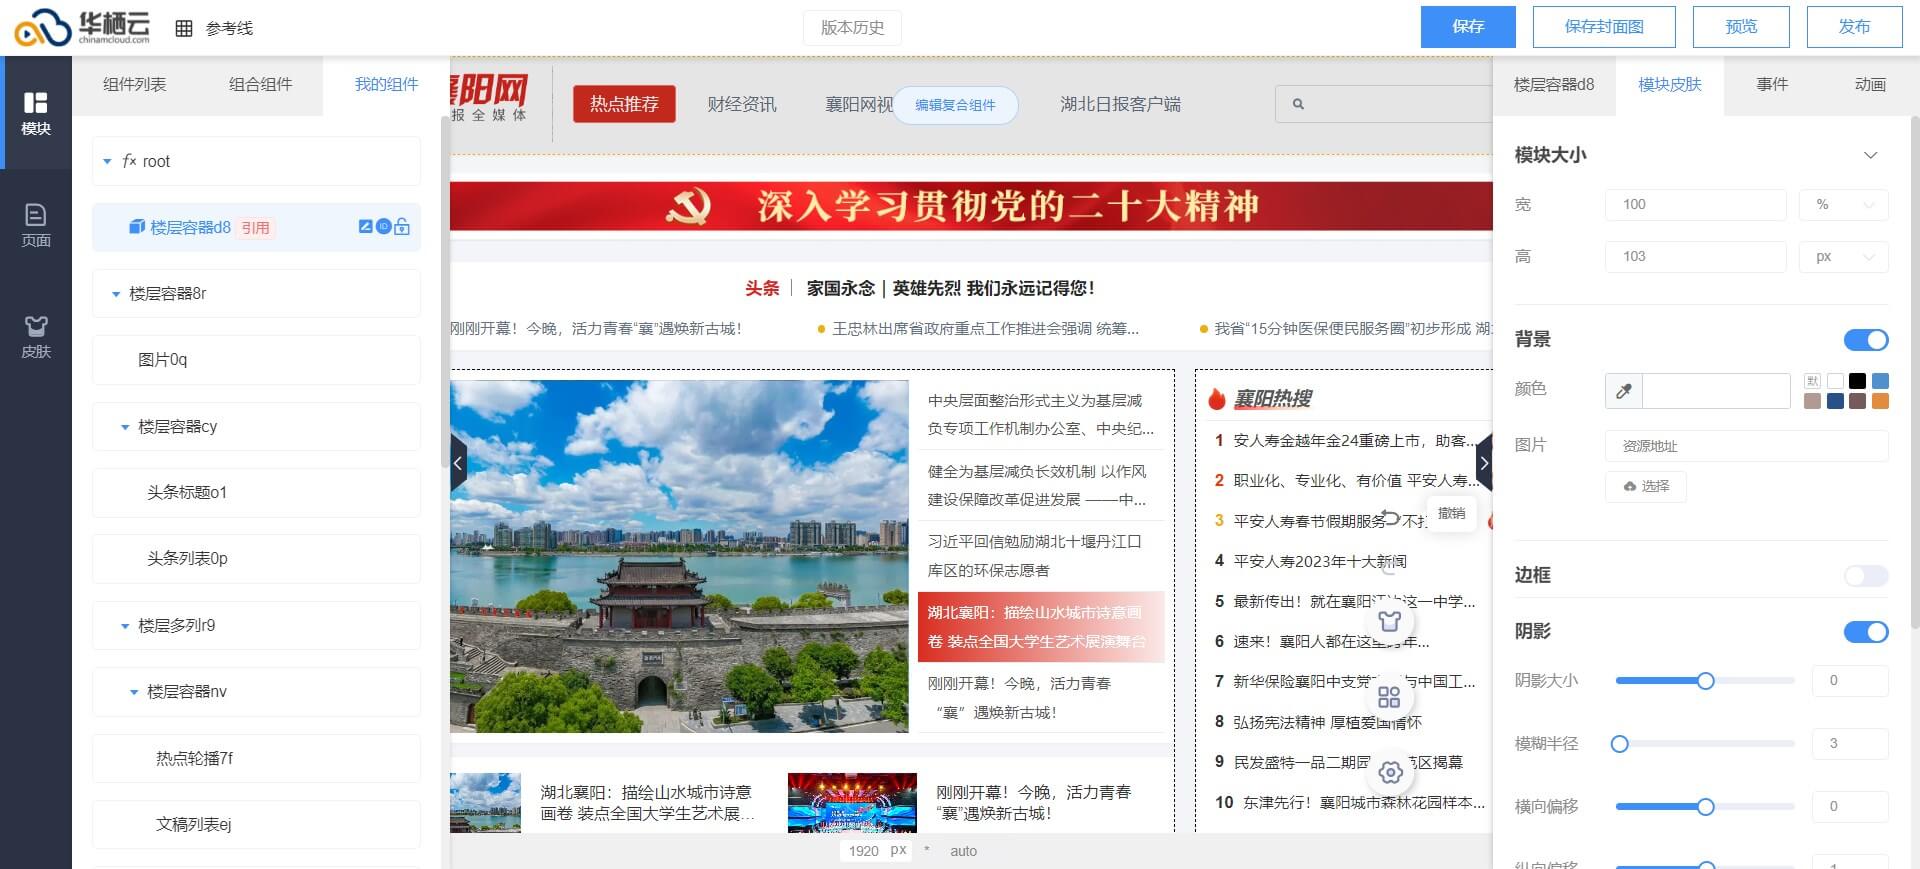 华栖云
chinamcloud.com
参考线
版本历史
保存
保存封面图
预览
发布
模块
页面
皮肤
组件列表
组合组件
我的组件
fx root
楼层容器d8 引用 ID
楼层容器8r
图片0q
楼层容器cy
头条标题o1
头条列表0p
楼层多列r9
楼层容器nv
热点轮播7f
文稿列表ej
襄阳网
报全媒体
热点推荐
财经资讯
襄阳网视
编辑复合组件
湖北日报客户端
深入学习贯彻党的二十大精神
头条
家国永念 | 英雄先烈 我们永远记得您！
刚刚开幕！今晚，活力青春“襄”遇焕新古城！
王忠林出席省政府重点工作推进会强调 统筹...
我省“15分钟医保便民服务圈”初步形成 湖
中央层面整治形式主义为基层减
负专项工作机制办公室、中央纪...
健全为基层减负长效机制 以作风
建设保障改革促进发展 ——中...
习近平回信勉励湖北十堰丹江口
库区的环保志愿者
湖北襄阳：描绘山水城市诗意画
卷 装点全国大学生艺术展演舞台
刚刚开幕！今晚，活力青春
“襄”遇焕新古城！
湖北襄阳：描绘山水城市诗意
画卷 装点全国大学生艺术展...
刚刚开幕！今晚，活力青春
“襄”遇焕新古城！
襄阳热搜
1 安人寿金越年金24重磅上市，助客...
2 职业化、专业化、有价值 平安人寿...
3 平安人寿春节假期服务 不打
撤销
4 平安人寿2023年十大新闻
5 最新传出！就在襄阳 这一中学...
6 速来！襄阳人都在这里 年...
7 新华保险襄阳中支党 与中国工...
8 弘扬宪法精神 厚植爱国情怀
9 民发盛特一品二期园 区揭幕
10 东津先行！襄阳城市森林花园样本...
1920 px * auto
楼层容器d8
模块皮肤
事件
动画
模块大小
宽 100 %
高 103 px
背景
颜色 默
图片 资源地址
选择
边框
阴影
阴影大小 0
模糊半径 3
横向偏移 0
纵向偏移 1